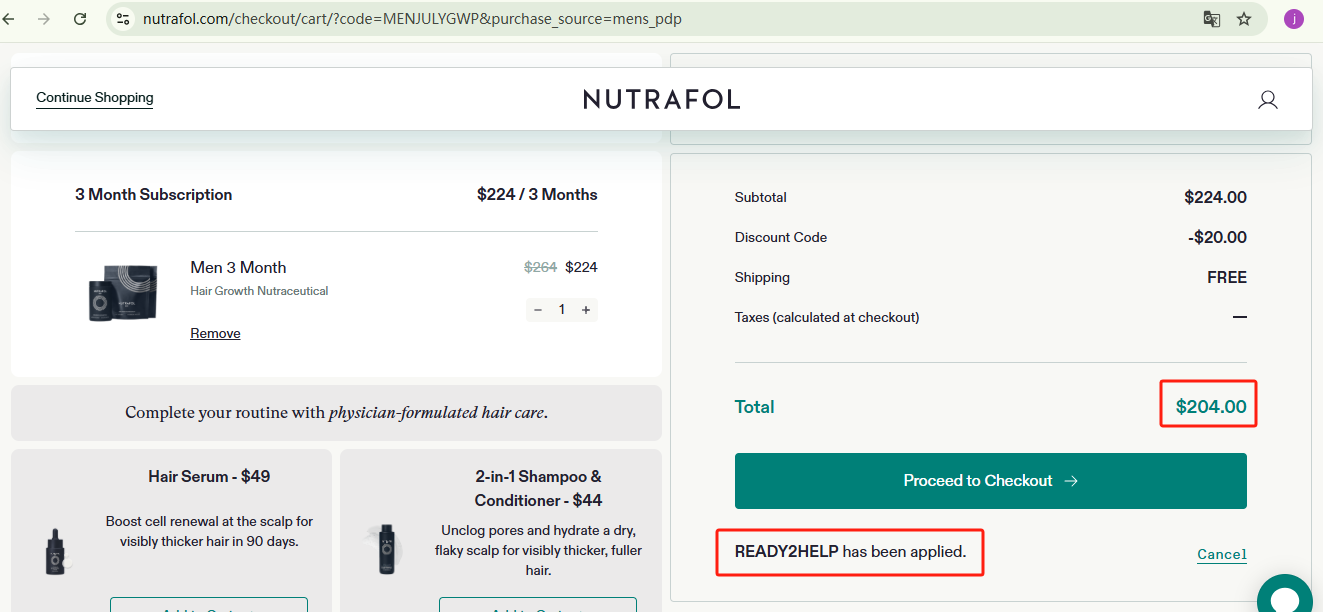 nutrafol.com/checkout/cart/?code=MENJULYGWP&purchase_source=mens_pdp
j
Continue Shopping
NUTRAFOL
3 Month Subscription
$224 / 3 Months
Men 3 Month
$264 $224
Hair Growth Nutraceutical
− 1 +
Remove
Complete your routine with physician-formulated hair care.
Hair Serum - $49
Boost cell renewal at the scalp for
visibly thicker hair in 90 days.
2-in-1 Shampoo &
Conditioner - $44
Unclog pores and hydrate a dry,
flaky scalp for visibly thicker, fuller
hair.
Subtotal
$224.00
Discount Code
-$20.00
Shipping
FREE
Taxes (calculated at checkout)
—
Total
$204.00
Proceed to Checkout →
READY2HELP has been applied.
Cancel